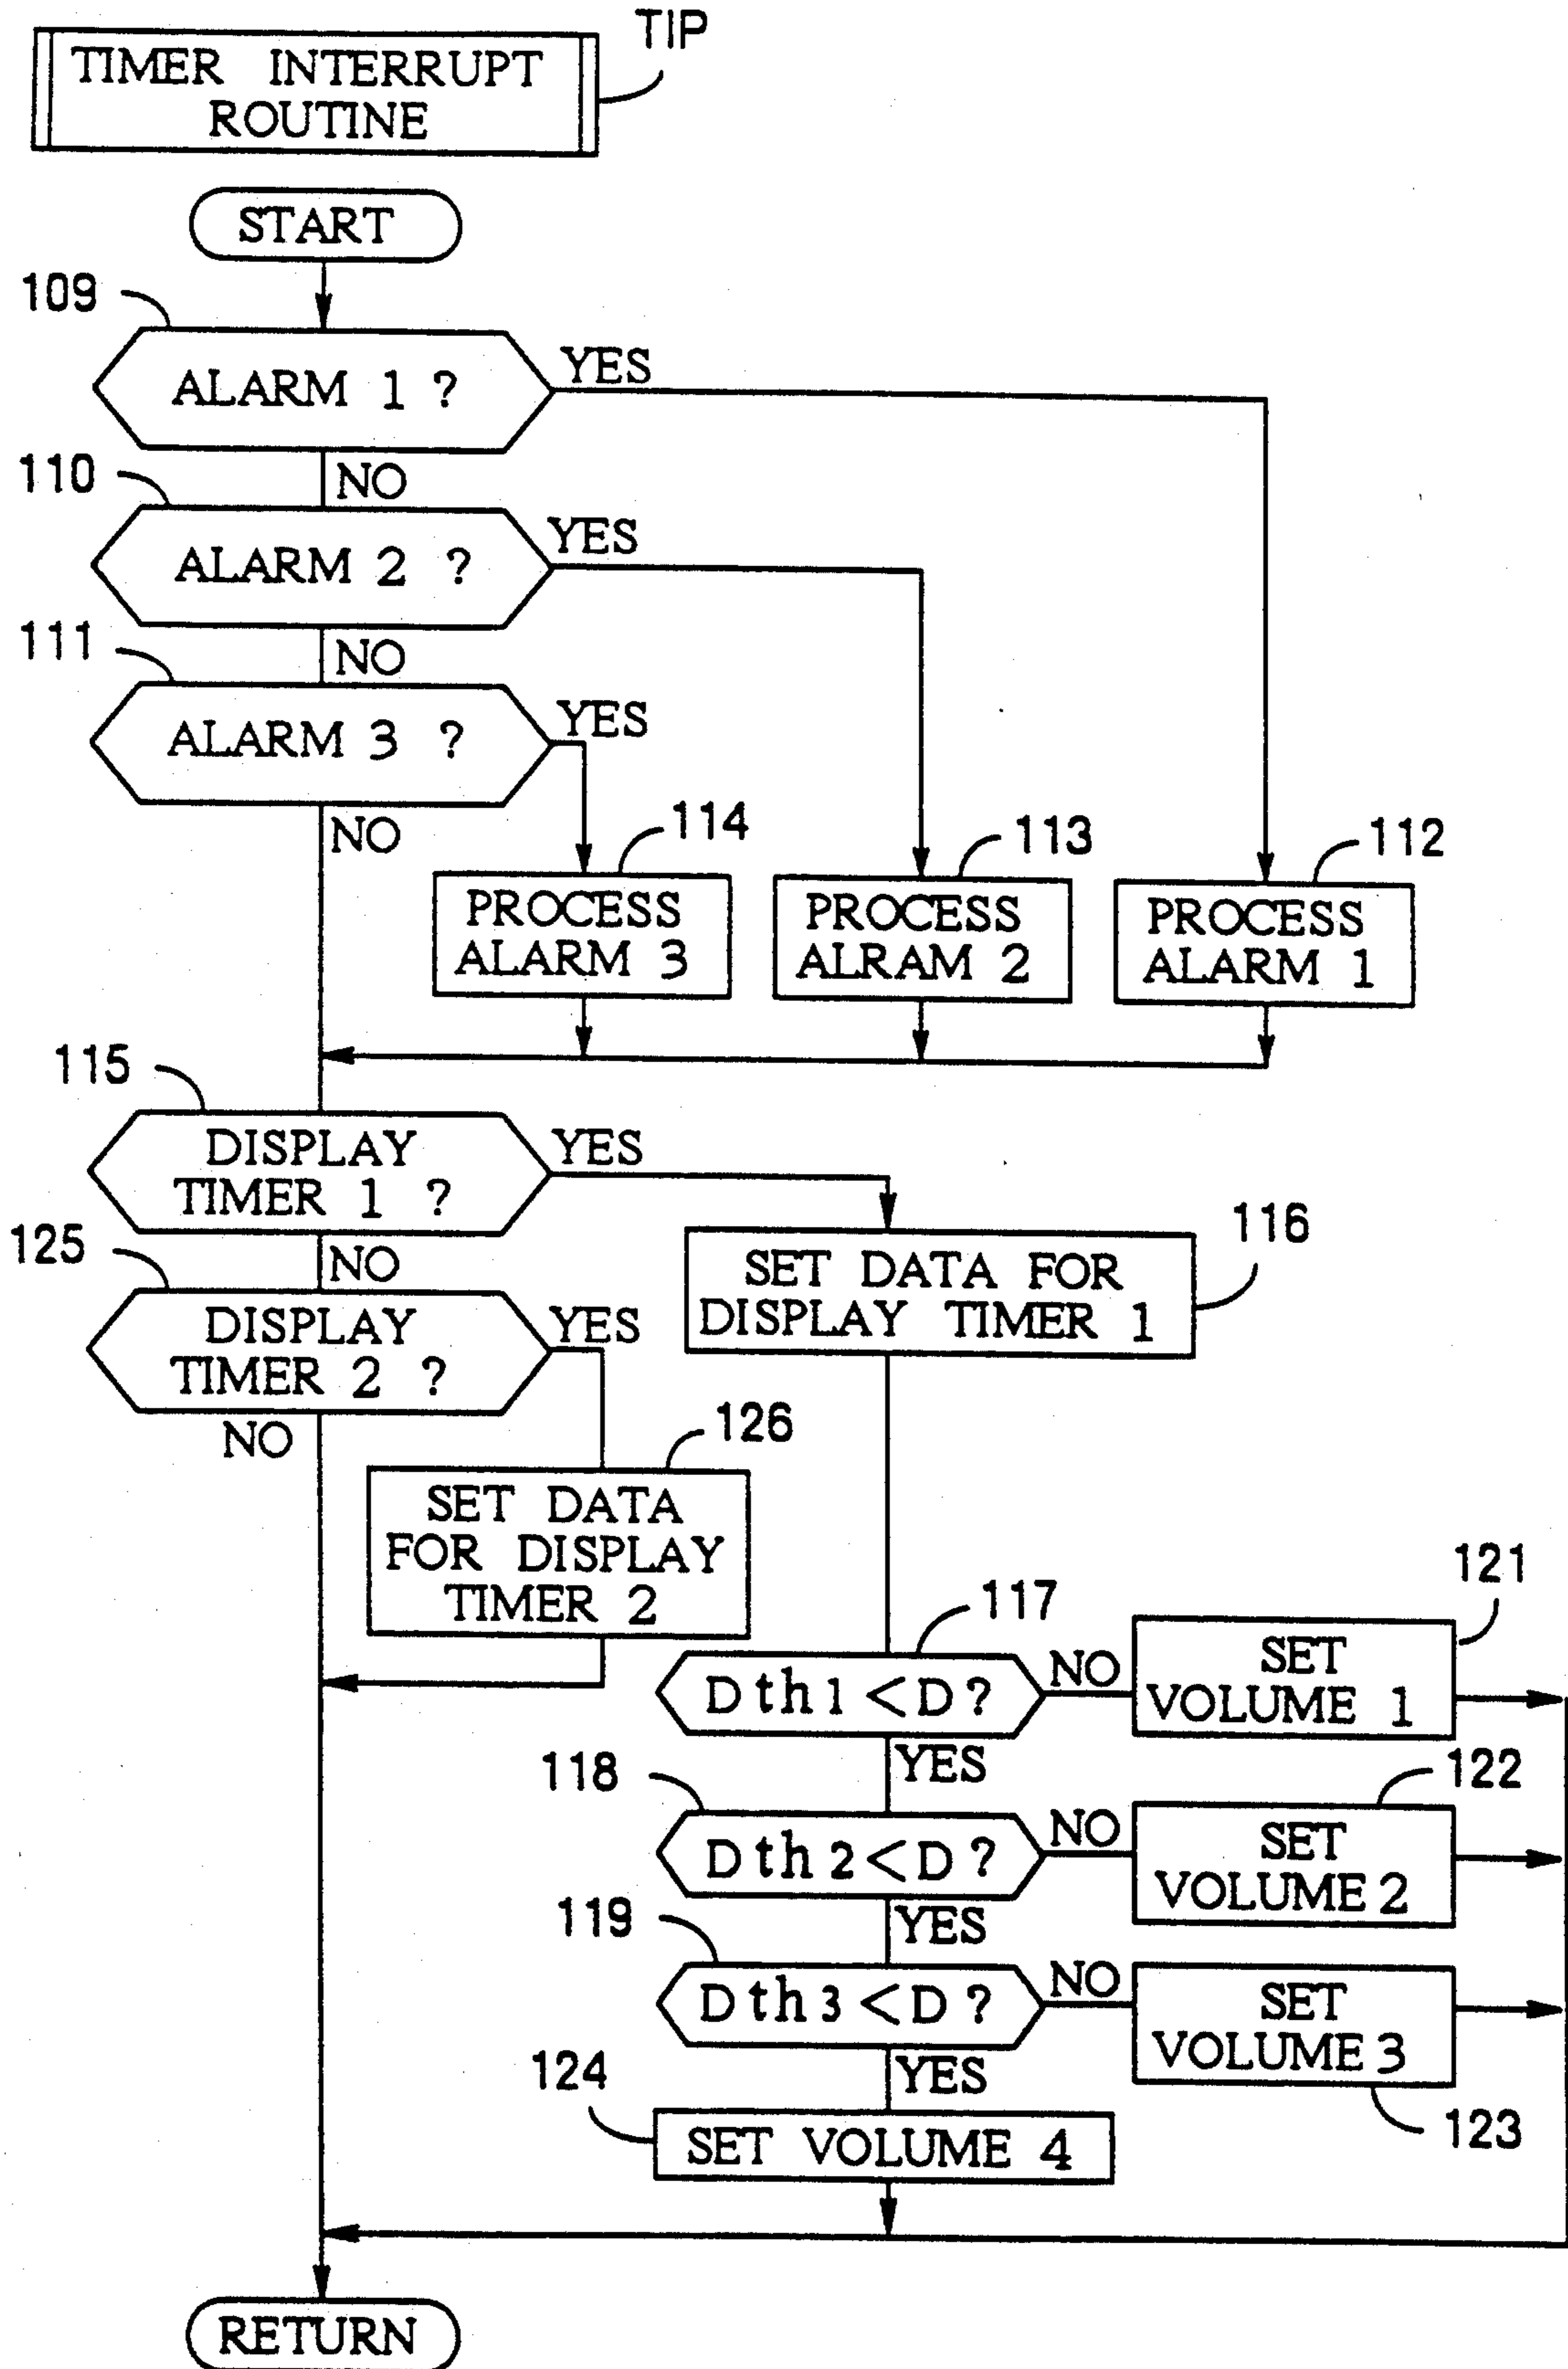 TIP
TIMER INTERRUPT
ROUTINE
START
109
ALARM 1 ?
YES
NO
110
ALARM 2 ?
YES
NO
111
ALARM 3 ?
YES
NO
114
PROCESS
ALARM 3
113
PROCESS
ALRAM 2
112
PROCESS
ALARM 1
115
DISPLAY
TIMER 1 ?
YES
NO
116
SET DATA FOR
DISPLAY TIMER 1
125
DISPLAY
TIMER 2 ?
YES
NO
126
SET DATA
FOR DISPLAY
TIMER 2
117
Dth1<D?
NO
YES
121
SET
VOLUME 1
118
Dth2<D?
NO
YES
122
SET
VOLUME 2
119
Dth3<D?
NO
YES
SET
VOLUME 3
123
124
SET VOLUME 4
RETURN